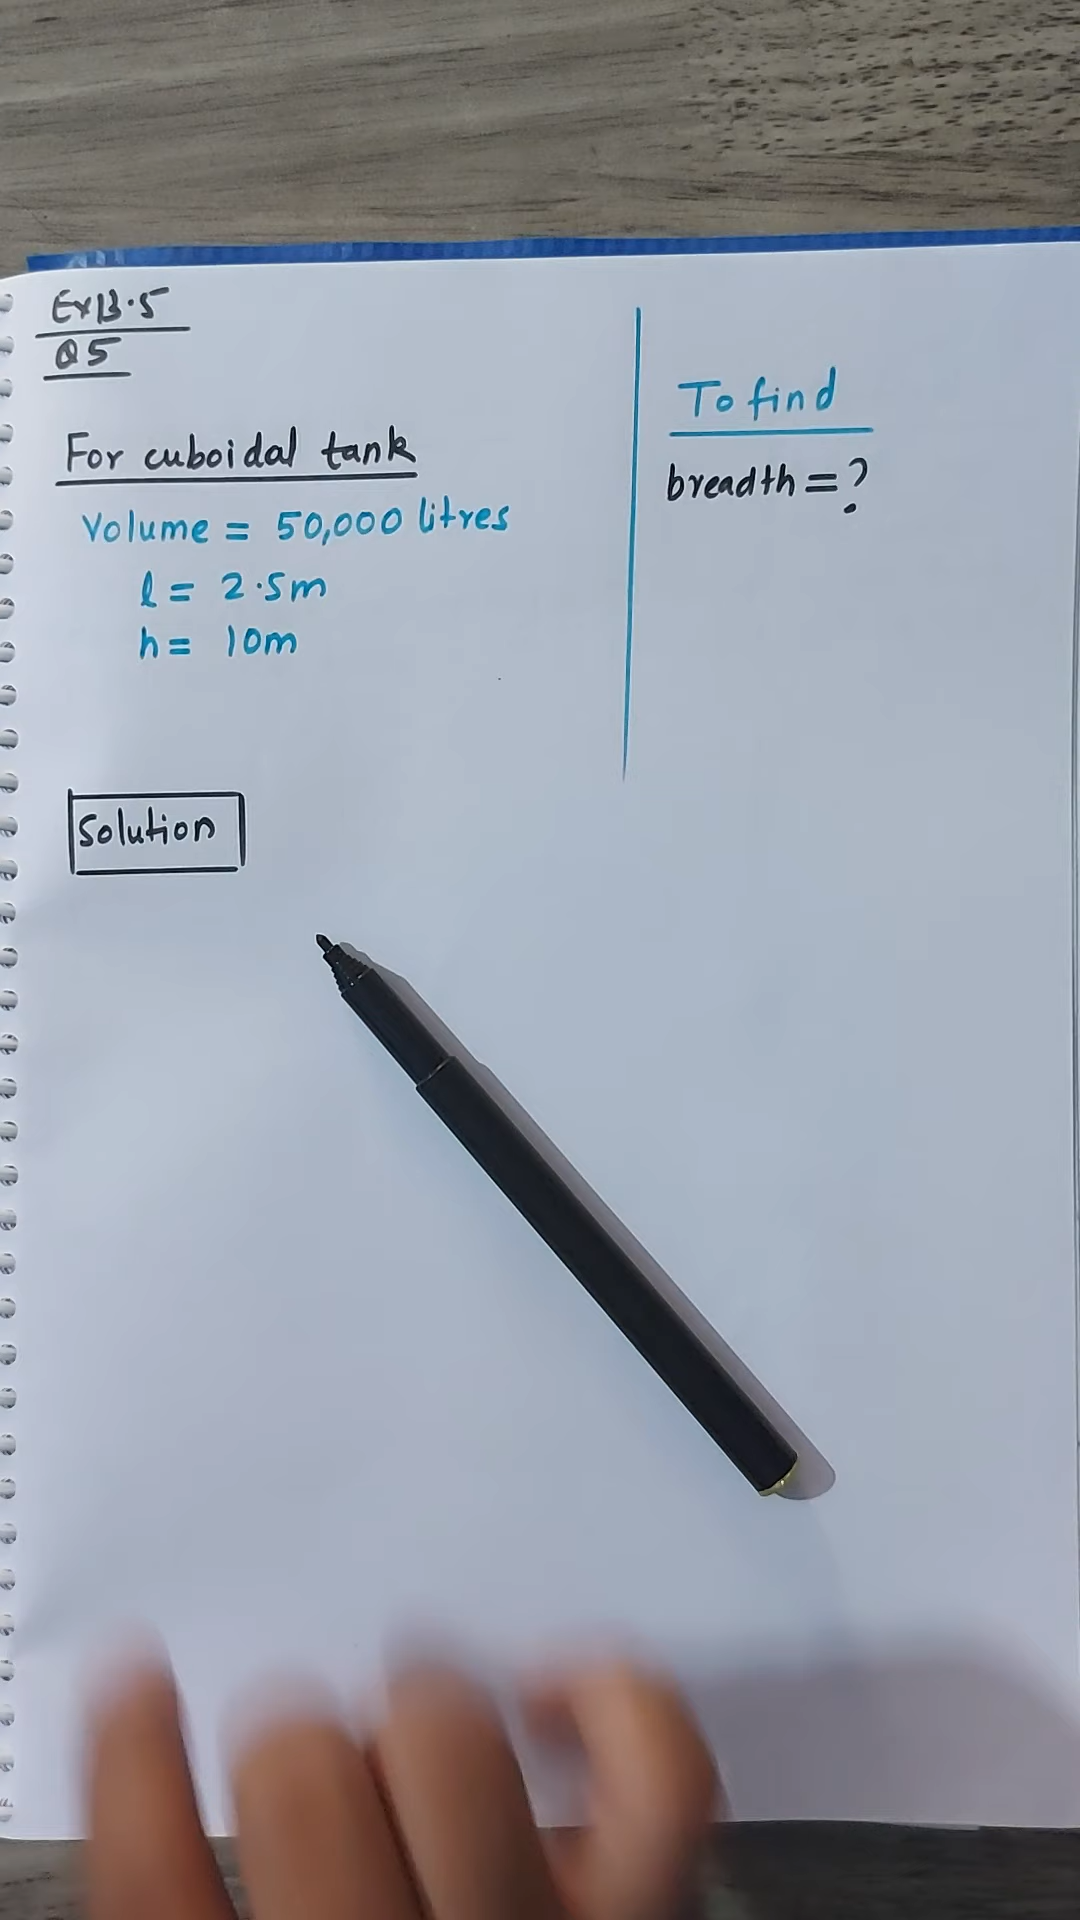 Ex13.5
Q5
For cuboidal tank
Volume = 50,000 litres
l = 2.5m
h = 10m
To find
breadth = ?
Solution